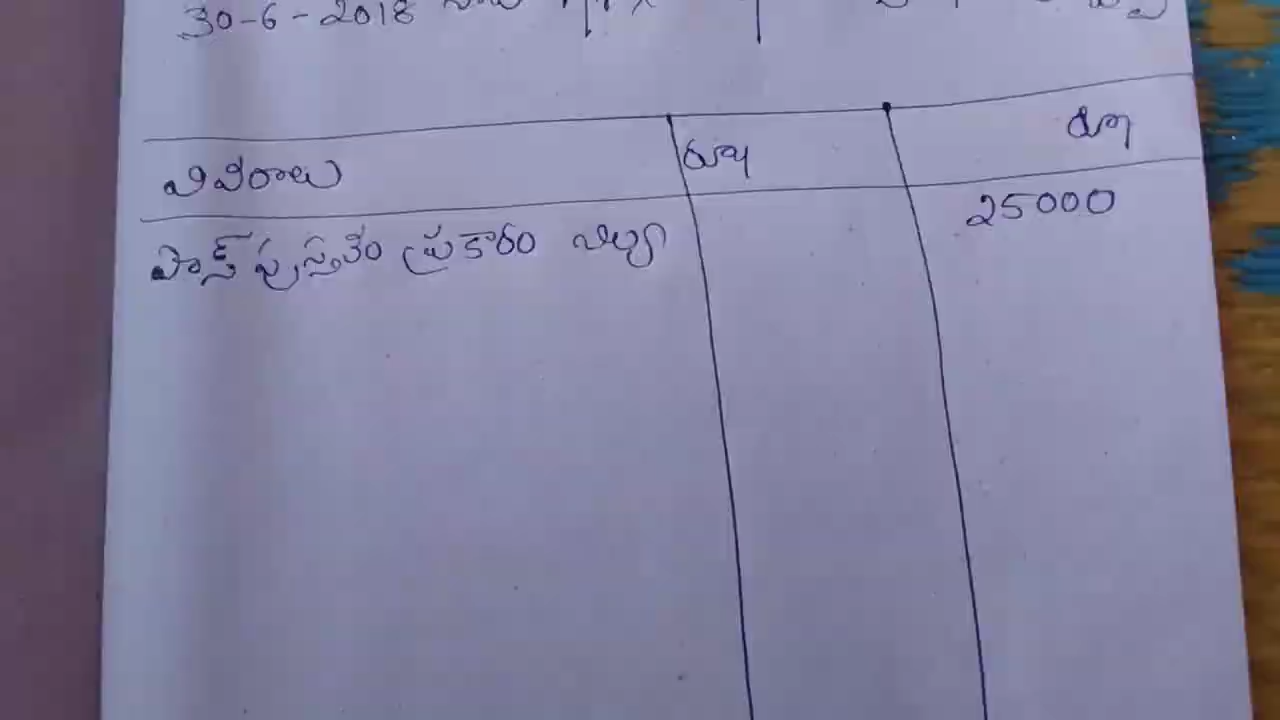 30-6-2018
వివరాలు రూ॥ రూ॥
పాస్ పుస్తకం ప్రకారం నిల్వ 25000